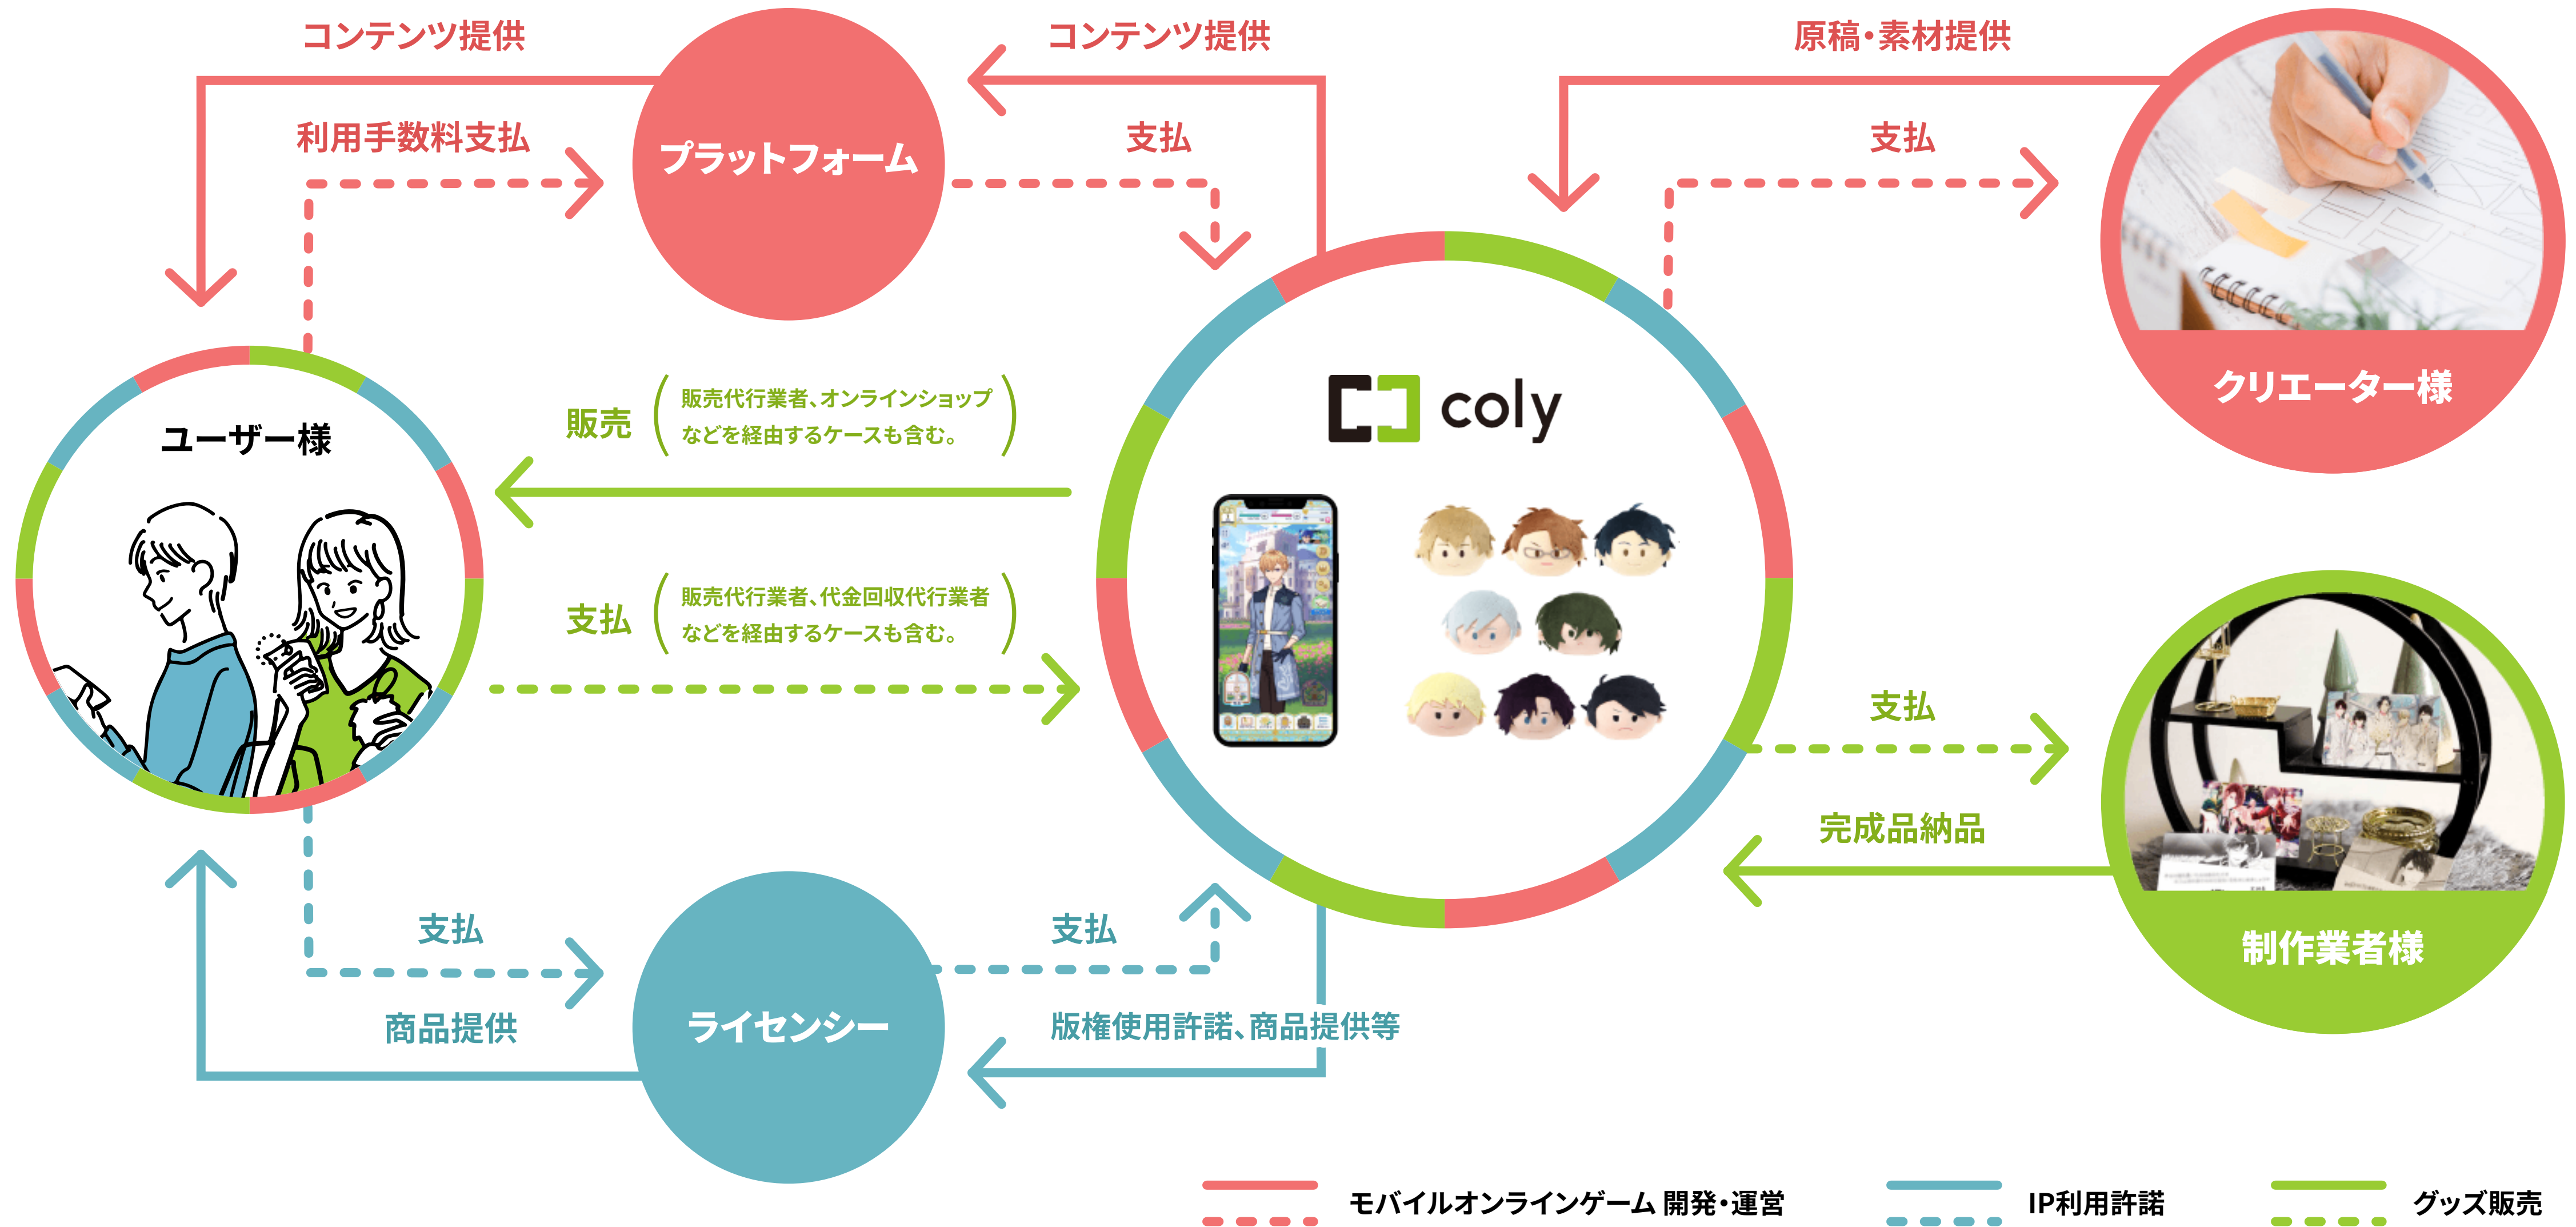 コンテンツ提供
コンテンツ提供
原稿・素材提供
利用手数料支払
支払
支払
プラットフォーム
クリエーター様
coly
ユーザー様
販売
販売代行業者、オンラインショップ
などを経由するケースも含む。
支払
販売代行業者、代金回収代行業者
などを経由するケースも含む。
支払
完成品納品
制作業者様
支払
支払
商品提供
ライセンシー
版権使用許諾、商品提供等
モバイルオンラインゲーム 開発・運営
IP利用許諾
グッズ販売